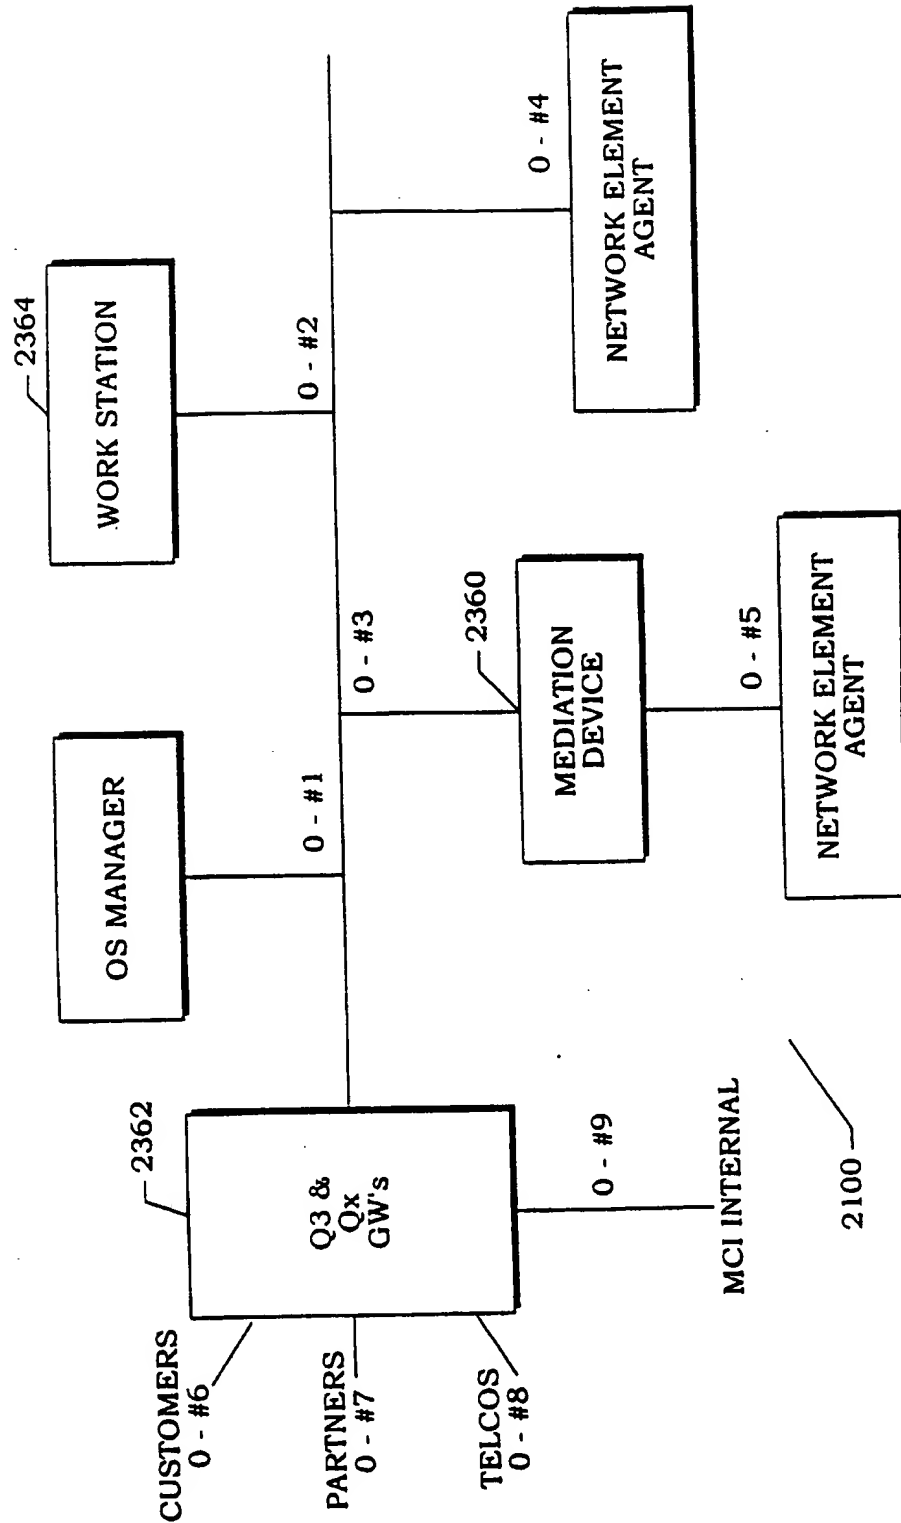 2364
WORK STATION
0 - #2
0 - #4
NETWORK ELEMENT
AGENT
OS MANAGER
0 - #1
0 - #3
2360
MEDIATION
DEVICE
0 - #5
NETWORK ELEMENT
AGENT
2362
Q3 &
Qx
GW's
CUSTOMERS
0 - #6
PARTNERS
0 - #7
TELCOS
0 - #8
0 - #9
MCI INTERNAL
2100